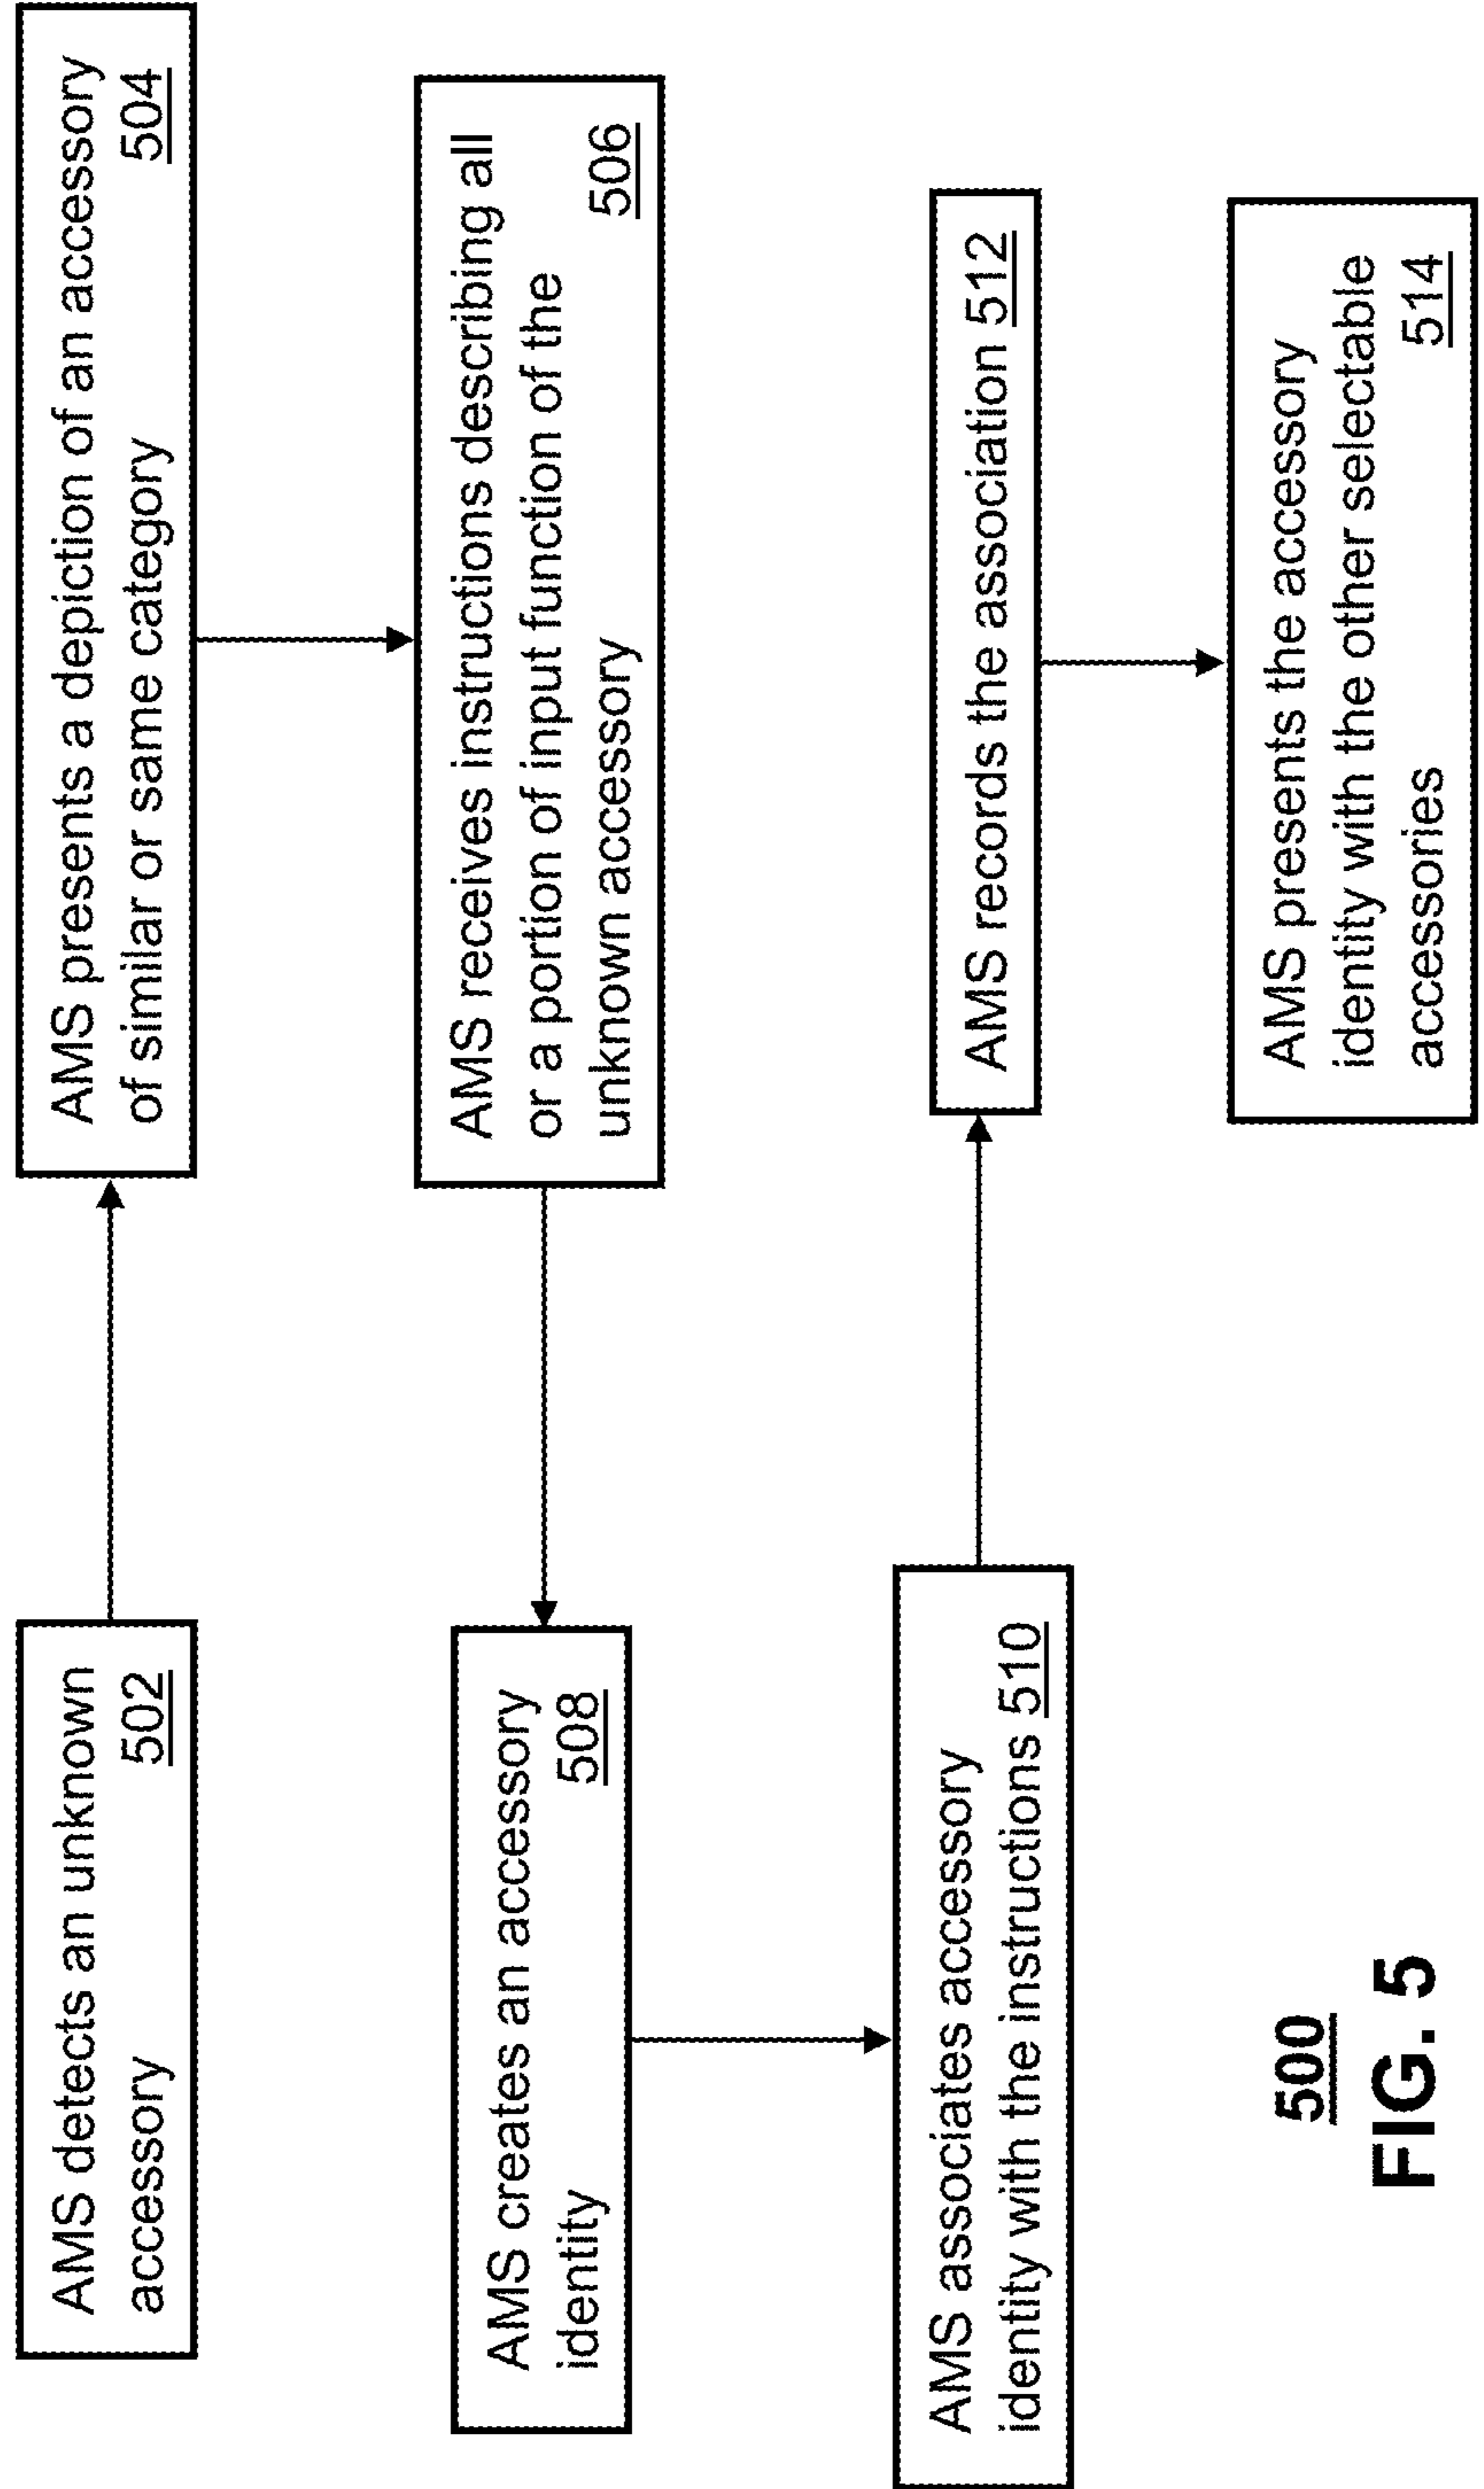 AMS detects an unknown
accessory 502
AMS presents a depiction of an accessory
of similar or same category 504
AMS receives instructions describing all
or a portion of input function of the
unknown accessory 506
AMS creates an accessory
identity 508
AMS associates accessory
identity with the instructions 510
AMS records the association 512
AMS presents the accessory
identity with the other selectable
accessories 514
500
FIG. 5